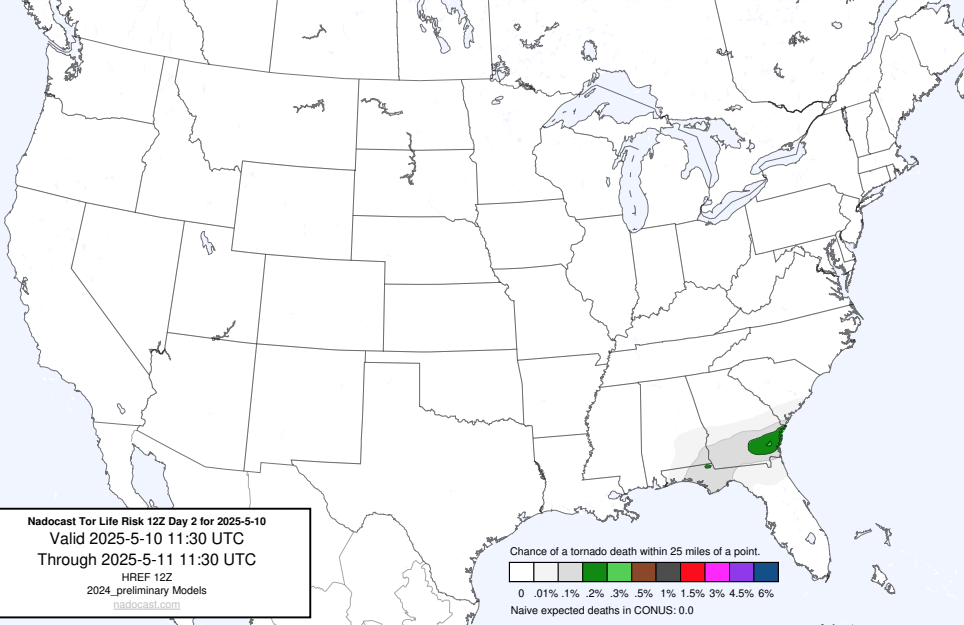 Nadocast Tor Life Risk 12Z Day 2 for 2025-5-10
Valid 2025-5-10 11:30 UTC
Through 2025-5-11 11:30 UTC
HREF 12Z
2024_preliminary Models
nadocast.com
Chance of a tornado death within 25 miles of a point.
0 .01% .1% .2% .3% .5% 1% 1.5% 3% 4.5% 6%
Naive expected deaths in CONUS: 0.0